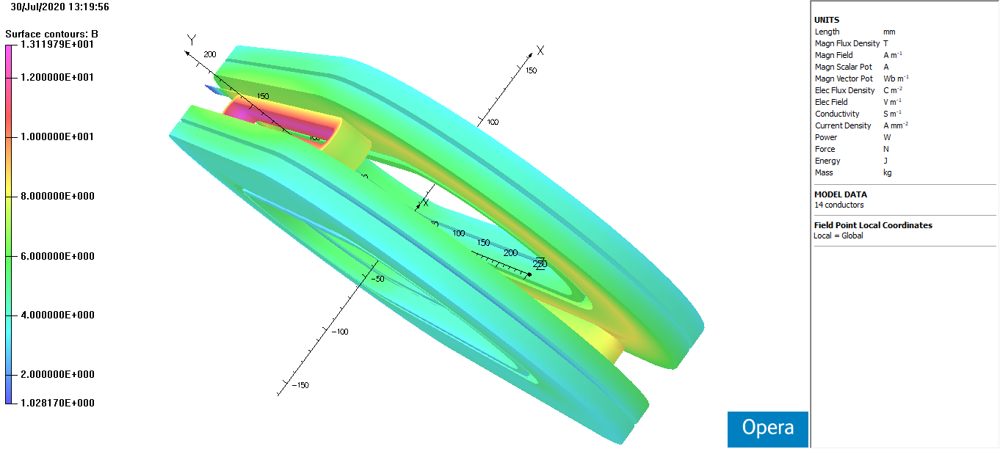 30/Jul/2020 13:19:56
Surface contours: B
1.311979E+001
1.200000E+001
1.000000E+001
8.000000E+000
6.000000E+000
4.000000E+000
2.000000E+000
1.028170E+000
Y
200
150
100
50
X
150
100
X
50
100
150
200
250
Z
-50
-100
-150
UNITS
Length mm
Magn Flux Density T
Magn Field A m-1
Magn Scalar Pot A
Magn Vector Pot Wb m-1
Elec Flux Density C m-2
Elec Field V m-1
Conductivity S m-1
Current Density A mm-2
Power W
Force N
Energy J
Mass kg
MODEL DATA
14 conductors
Field Point Local Coordinates
Local = Global
Opera